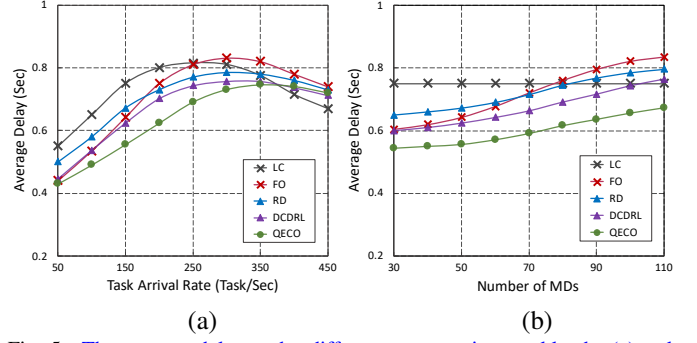 1
0.8
0.6
0.4
0.2
Average Delay (Sec)
50
150
250
350
450
Task Arrival Rate (Task/Sec)
LC
FO
RD
DCDRL
QECO
(a)
1
0.8
0.6
0.4
0.2
Average Delay (Sec)
30
50
70
90
110
Number of MDs
LC
FO
RD
DCDRL
QECO
(b)